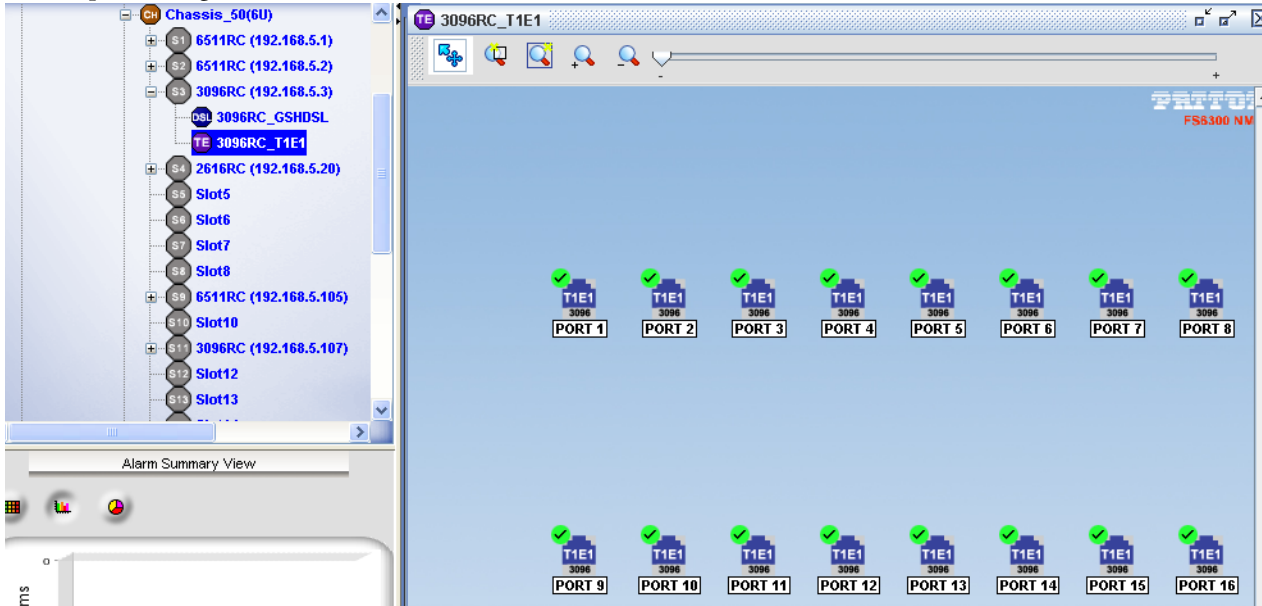 CH Chassis_50(6U)
S1 6511RC (192.168.5.1)
S2 6511RC (192.168.5.2)
S3 3096RC (192.168.5.3)
DSL 3096RC_GSHDSL
TE 3096RC_T1E1
S4 2616RC (192.168.5.20)
S5 Slot5
S6 Slot6
S7 Slot7
S8 Slot8
S9 6511RC (192.168.5.105)
S10 Slot10
S11 3096RC (192.168.5.107)
S12 Slot12
S13 Slot13
Alarm Summary View
0
ms
TE 3096RC_T1E1
- +
PATTO
FS6300 NM
T1E1 T1E1 T1E1 T1E1 T1E1 T1E1 T1E1 T1E1
3096 3096 3096 3096 3096 3096 3096 3096
PORT 1 PORT 2 PORT 3 PORT 4 PORT 5 PORT 6 PORT 7 PORT 8
T1E1 T1E1 T1E1 T1E1 T1E1 T1E1 T1E1 T1E1
3096 3096 3096 3096 3096 3096 3096 3096
PORT 9 PORT 10 PORT 11 PORT 12 PORT 13 PORT 14 PORT 15 PORT 16